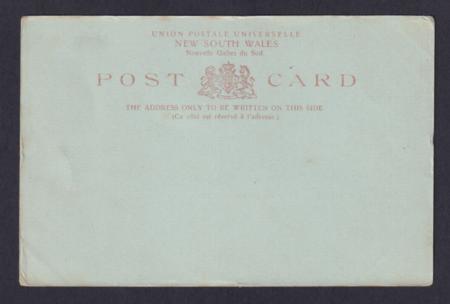 UNION POSTALE UNIVERSELLE
NEW SOUTH WALES
Nouvelle Galles du Sud.
POST CARD
THE ADDRESS ONLY TO BE WRITTEN ON THIS SIDE
(Ce côté est réservé à l'adresse.)